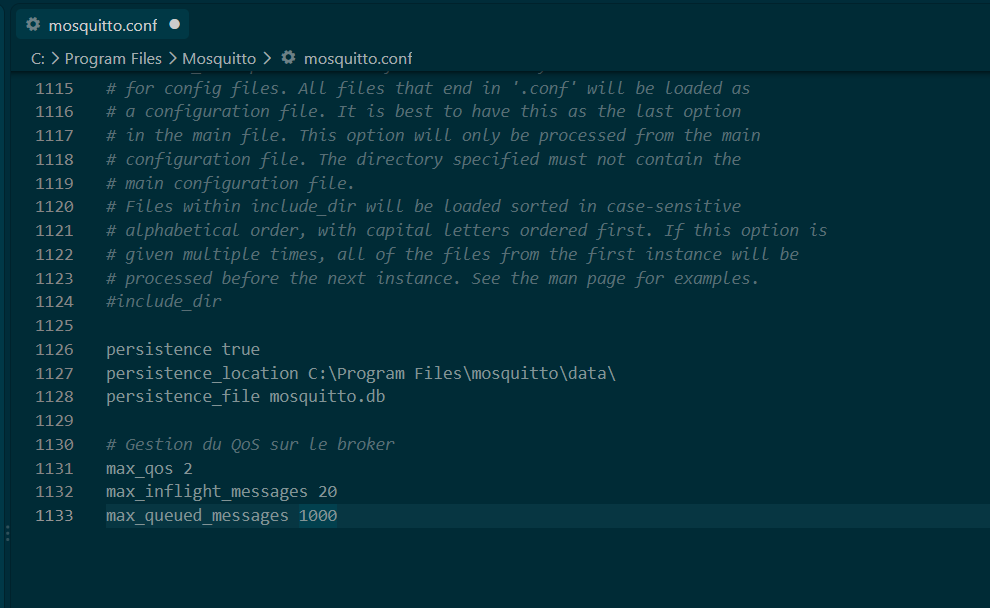 mosquitto.conf
C: > Program Files > Mosquitto > mosquitto.conf
1115 # for config files. All files that end in '.conf' will be loaded as
1116 # a configuration file. It is best to have this as the last option
1117 # in the main file. This option will only be processed from the main
1118 # configuration file. The directory specified must not contain the
1119 # main configuration file.
1120 # Files within include_dir will be loaded sorted in case-sensitive
1121 # alphabetical order, with capital letters ordered first. If this option is
1122 # given multiple times, all of the files from the first instance will be
1123 # processed before the next instance. See the man page for examples.
1124 #include_dir
1125
1126 persistence true
1127 persistence_location C:\Program Files\mosquitto\data\
1128 persistence_file mosquitto.db
1129
1130 # Gestion du QoS sur le broker
1131 max_qos 2
1132 max_inflight_messages 20
1133 max_queued_messages 1000